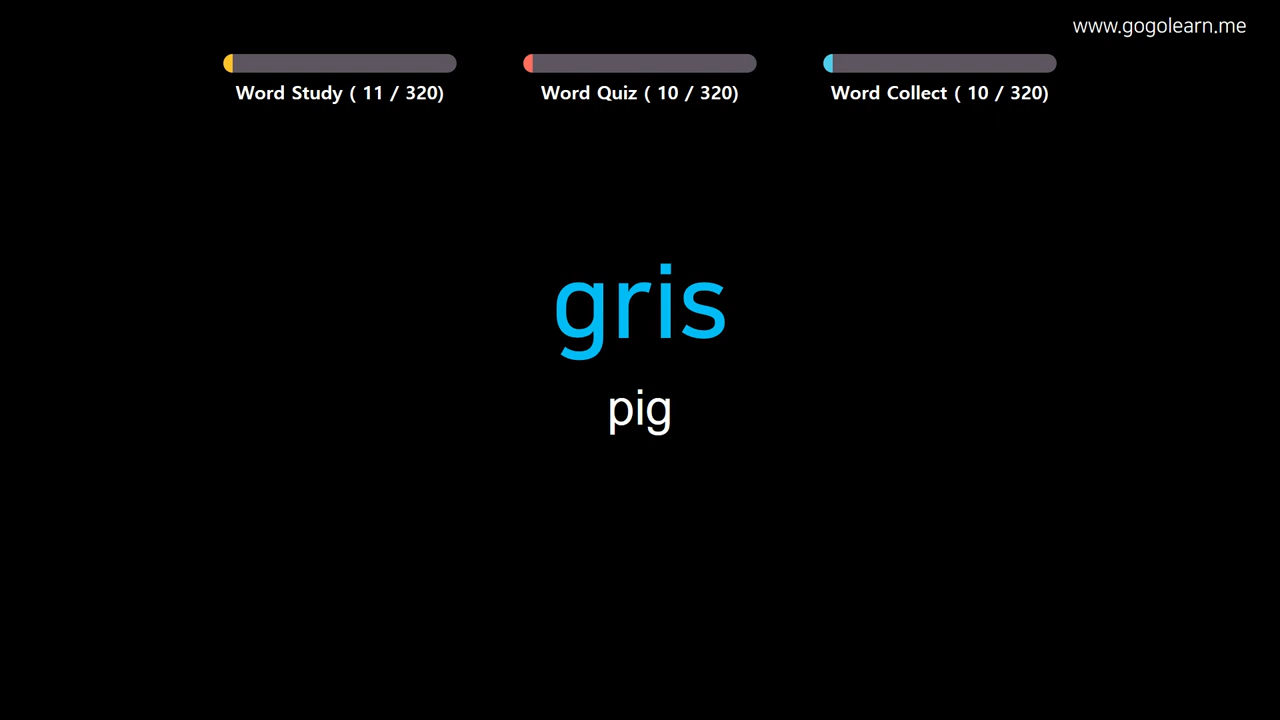 www.gogolearn.me
Word Study ( 11 / 320)
Word Quiz ( 10 / 320)
Word Collect ( 10 / 320)
gris
pig